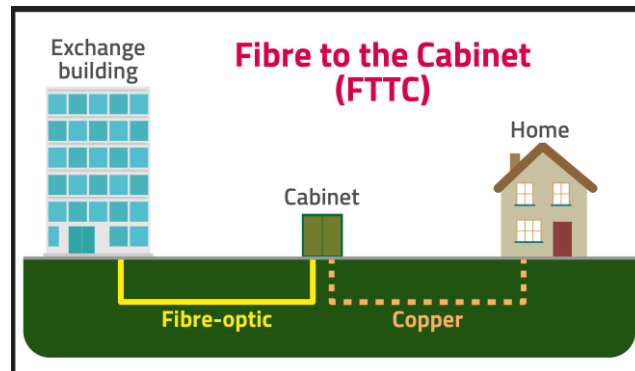 Exchange
building
Fibre to the Cabinet
(FTTC)
Home
Cabinet
Fibre-optic
Copper